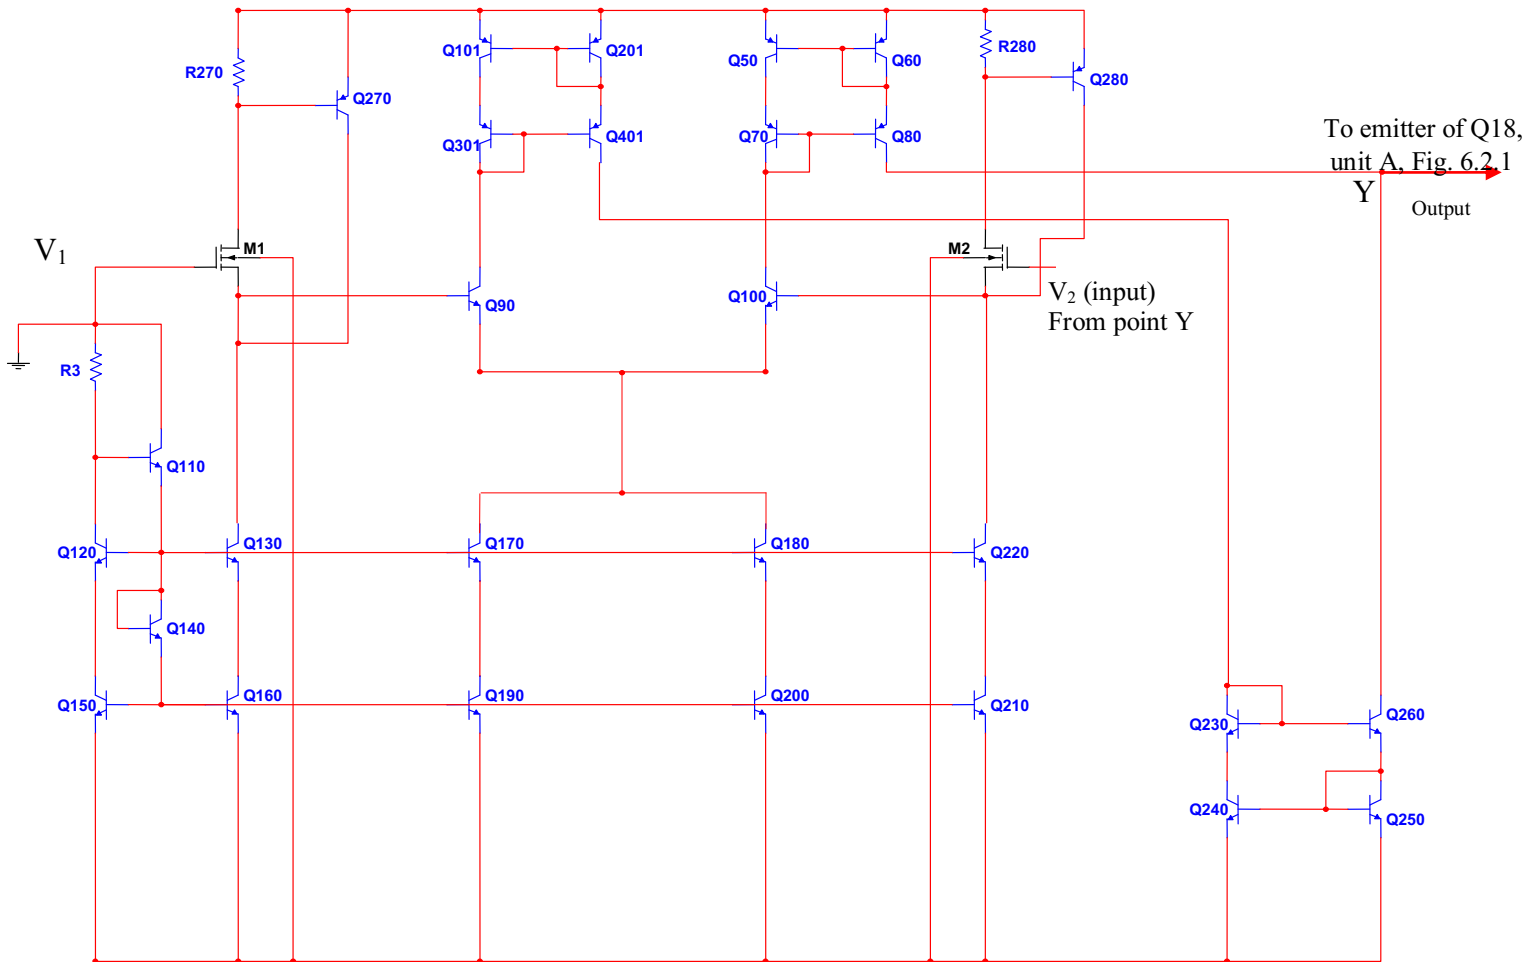 R270
Q270
Q101
Q201
Q50
Q60
R280
Q280
Q301
Q401
Q70
Q80
To emitter of Q18,
unit A, Fig. 6.2.1
Y
Output
V1
M1
M2
Q90
Q100
V2 (input)
From point Y
R3
Q110
Q120
Q130
Q170
Q180
Q220
Q140
Q150
Q160
Q190
Q200
Q210
Q230
Q260
Q240
Q250